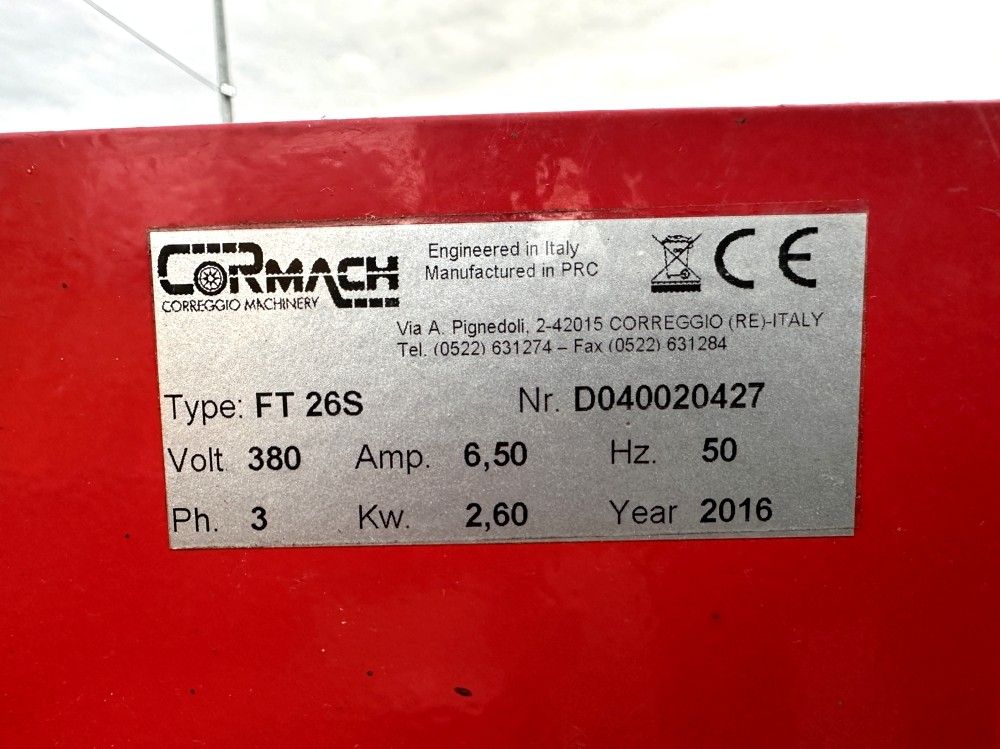 CORMACH
CORREGGIO MACHINERY
Engineered in Italy
Manufactured in PRC
CE
Via A. Pignedoli, 2-42015 CORREGGIO (RE)-ITALY
Tel. (0522) 631274 – Fax (0522) 631284
Type: FT 26S Nr. D040020427
Volt 380 Amp. 6,50 Hz. 50
Ph. 3 Kw. 2,60 Year 2016